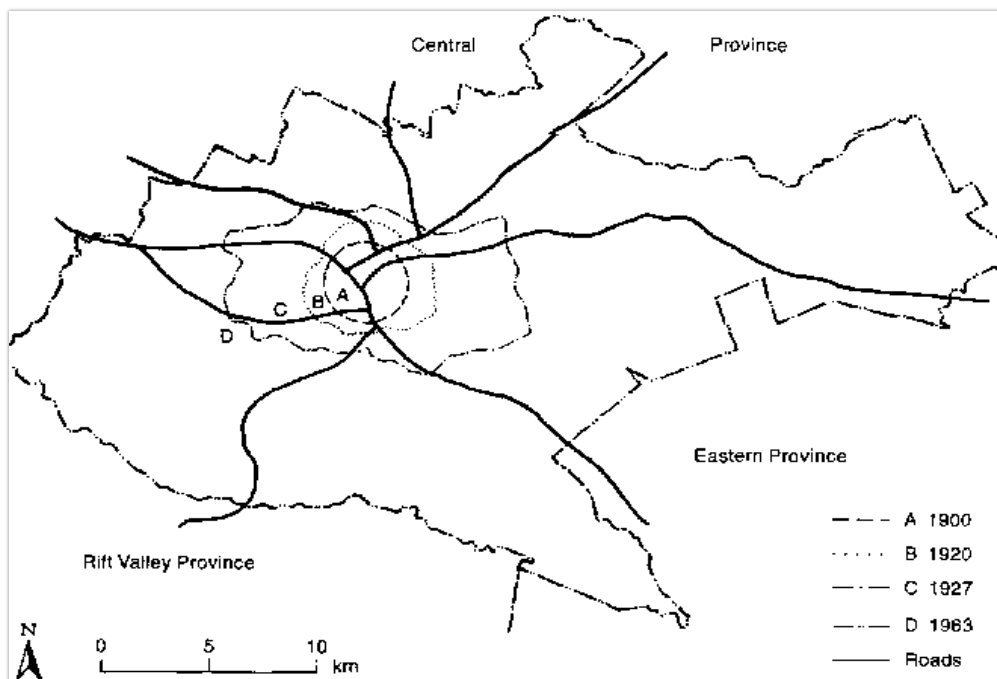 Central
Province
C
B
A
D
Eastern Province
Rift Valley Province
A 1900
B 1920
C 1927
D 1963
Roads
N
0
5
10
km